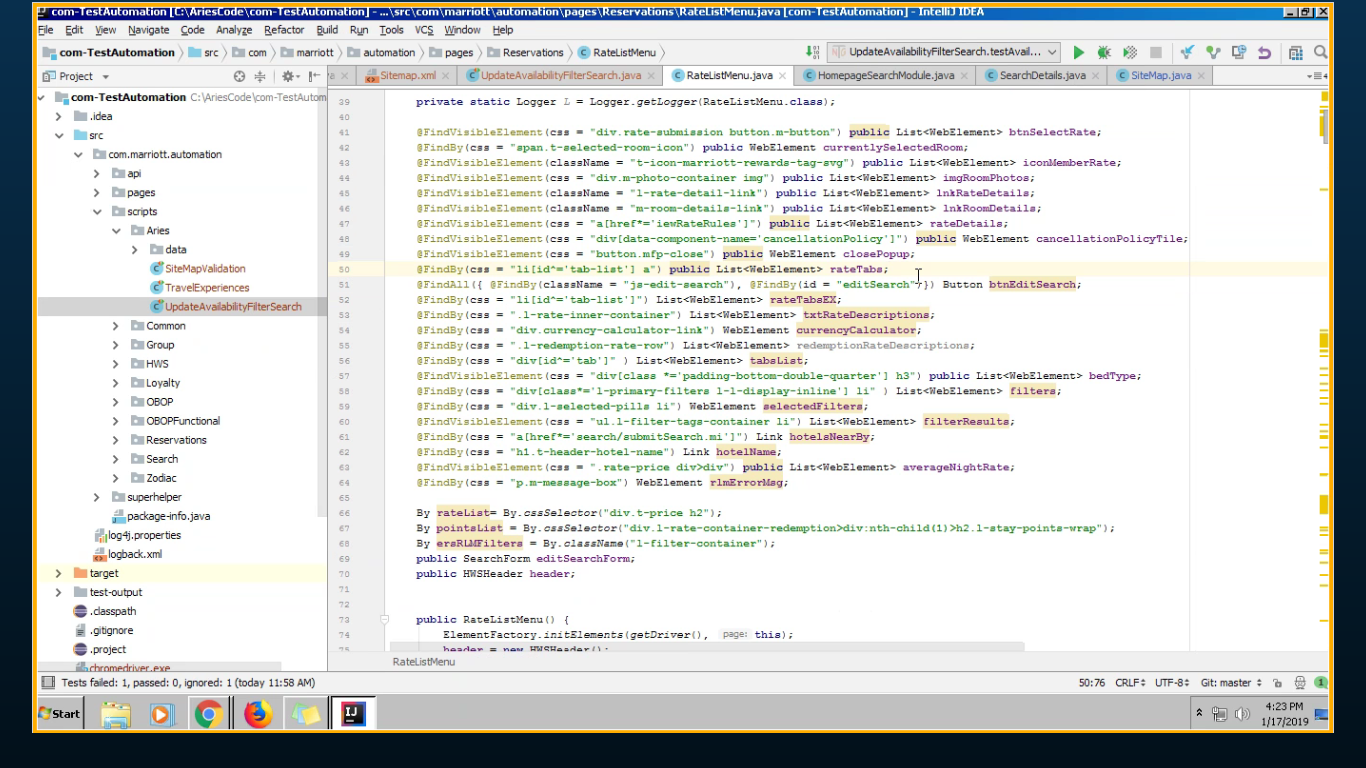 com-TestAutomation [C:\AriesCode\com-TestAutomation] - ...\src\com\marriott\automation\pages\Reservations\RateListMenu.java [com-TestAutomation] - IntelliJ IDEA
File Edit View Navigate Code Analyze Refactor Build Run Tools VCS Window Help
com-TestAutomation src com marriott automation pages Reservations RateListMenu UpdateAvailabilityFilterSearch.testAvail...
Project Sitemap.xml UpdateAvailabilityFilterSearch.java RateListMenu.java HomepageSearchModule.java SearchDetails.java SiteMap.java
com-TestAutomation C:\AriesCode\com-TestAutom
.idea
src
com.marriott.automation
api
pages
scripts
Aries
data
SiteMapValidation
TravelExperiences
UpdateAvailabilityFilterSearch
Common
Group
HWS
Loyalty
OBOP
OBOPFunctional
Reservations
Search
Zodiac
superhelper
package-info.java
log4j.properties
logback.xml
target
test-output
.classpath
.gitignore
.project
chromedriver.exe
39 private static Logger L = Logger.getLogger(RateListMenu.class);
40
41 @FindVisibleElement(css = "div.rate-submission button.m-button") public List<WebElement> btnSelectRate;
42 @FindBy(css = "span.t-selected-room-icon") public WebElement currentlySelectedRoom;
43 @FindVisibleElement(className = "t-icon-marriott-rewards-tag-svg") public List<WebElement> iconMemberRate;
44 @FindVisibleElement(css = "div.m-photo-container img") public List<WebElement> imgRoomPhotos;
45 @FindVisibleElement(className = "l-rate-detail-link") public List<WebElement> lnkRateDetails;
46 @FindVisibleElement(className = "m-room-details-link") public List<WebElement> lnkRoomDetails;
47 @FindVisibleElement(css = "a[href*='iewRateRules']") public List<WebElement> rateDetails;
48 @FindVisibleElement(css = "div[data-component-name='cancellationPolicy']") public WebElement cancellationPolicyTile;
49 @FindVisibleElement(css = "button.mfp-close") public WebElement closePopup;
50 @FindBy(css = "li[id^='tab-list'] a") public List<WebElement> rateTabs;
51 @FindAll({ @FindBy(className = "js-edit-search"), @FindBy(id = "editSearch") }) Button btnEditSearch;
52 @FindBy(css = "li[id^='tab-list']") List<WebElement> rateTabsEX;
53 @FindBy(css = ".l-rate-inner-container") List<WebElement> txtRateDescriptions;
54 @FindBy(css = "div.currency-calculator-link") WebElement currencyCalculator;
55 @FindBy(css = ".l-redemption-rate-row") List<WebElement> redemptionRateDescriptions;
56 @FindBy(css = "div[id^='tab']" ) List<WebElement> tabsList;
57 @FindVisibleElement(css = "div[class *='padding-bottom-double-quarter'] h3") public List<WebElement> bedType;
58 @FindBy(css = "div[class*='l-primary-filters l-l-display-inline'] li" ) List<WebElement> filters;
59 @FindBy(css = "div.l-selected-pills li") WebElement selectedFilters;
60 @FindVisibleElement(css = "ul.l-filter-tags-container li") List<WebElement> filterResults;
61 @FindBy(css = "a[href*='search/submitSearch.mi']") Link hotelsNearBy;
62 @FindBy(css = "h1.t-header-hotel-name") Link hotelName;
63 @FindVisibleElement(css = ".rate-price div>div") public List<WebElement> averageNightRate;
64 @FindBy(css = "p.m-message-box") WebElement rlmErrorMsg;
65
66 By rateList= By.cssSelector("div.t-price h2");
67 By pointsList = By.cssSelector("div.l-rate-container-redemption>div:nth-child(1)>h2.l-stay-points-wrap");
68 By ersRLMFilters = By.className("l-filter-container");
69 public SearchForm editSearchForm;
70 public HWSHeader header;
71
72
73 public RateListMenu() {
74 ElementFactory.initElements(getDriver(), page: this);
75 header = new HWSHeader();
RateListMenu
Tests failed: 1, passed: 0, ignored: 1 (today 11:58 AM) 50:76 CRLF UTF-8 Git: master 1
Start 4:23 PM
1/17/2019